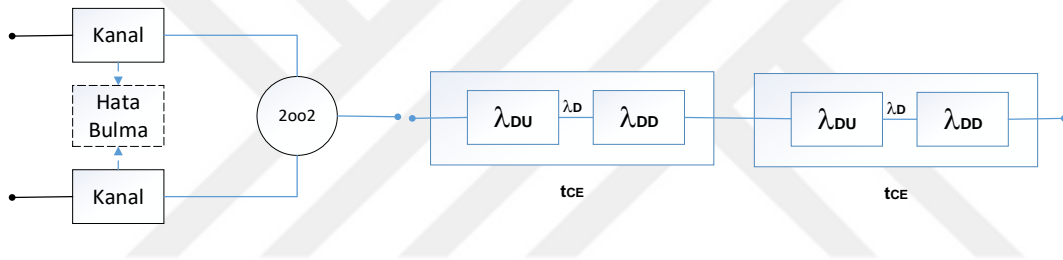 Kanal
Hata
Bulma
Kanal
2oo2
λDU
λD
λDD
tCE
λDU
λD
λDD
tCE